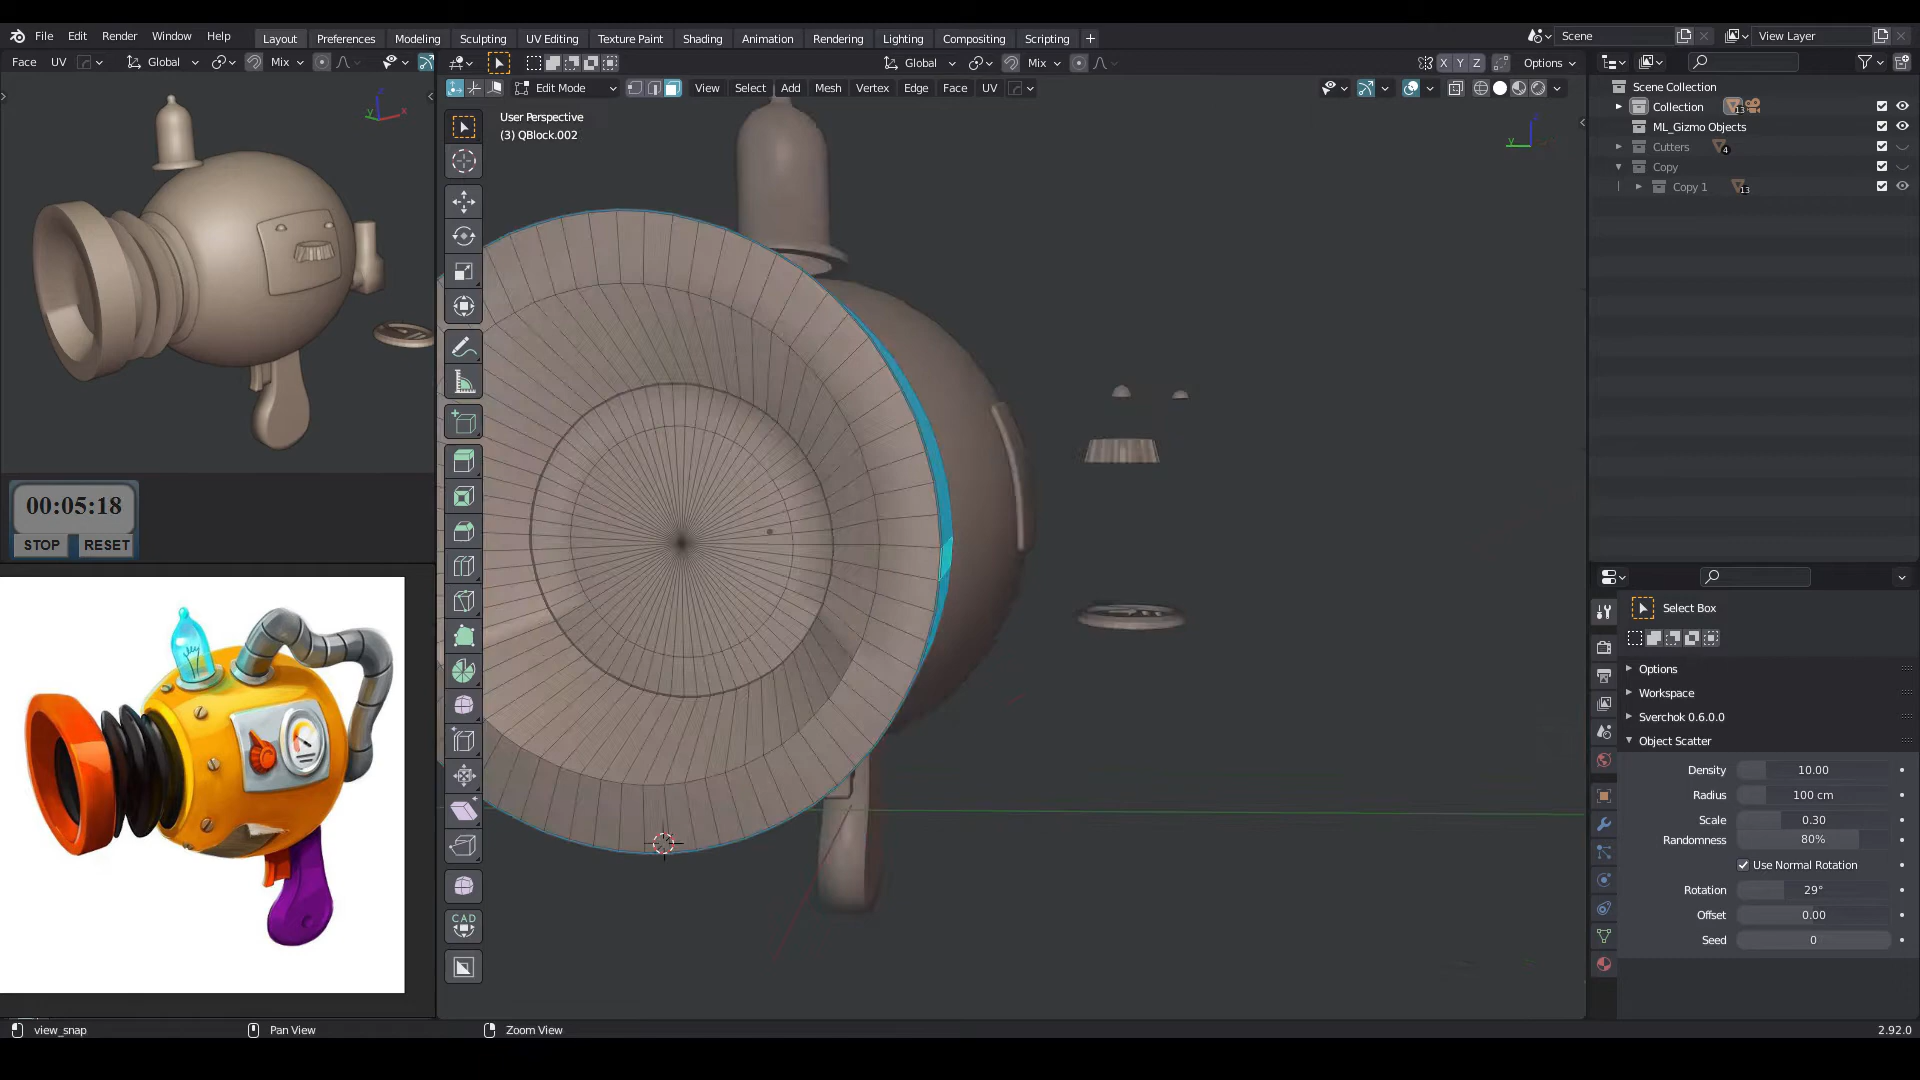 File Edit Render Window Help Layout Preferences Modeling Sculpting UV Editing Texture Paint Shading Animation Rendering Lighting Compositing Scripting + Scene View Layer
Face UV Global Mix Global Mix X Y Z Options
Edit Mode View Select Add Mesh Vertex Edge Face UV
User Perspective
(3) QBlock.002
Scene Collection
Collection 13
ML_Gizmo Objects
Cutters 4
Copy
Copy 1 13
00:05:18
STOP RESET
CAD
Select Box
Options
Workspace
Sverchok 0.6.0.0
Object Scatter
Density 10.00
Radius 100 cm
Scale 0.30
Randomness 80%
Use Normal Rotation
Rotation 29°
Offset 0.00
Seed 0
view_snap Pan View Zoom View 2.92.0